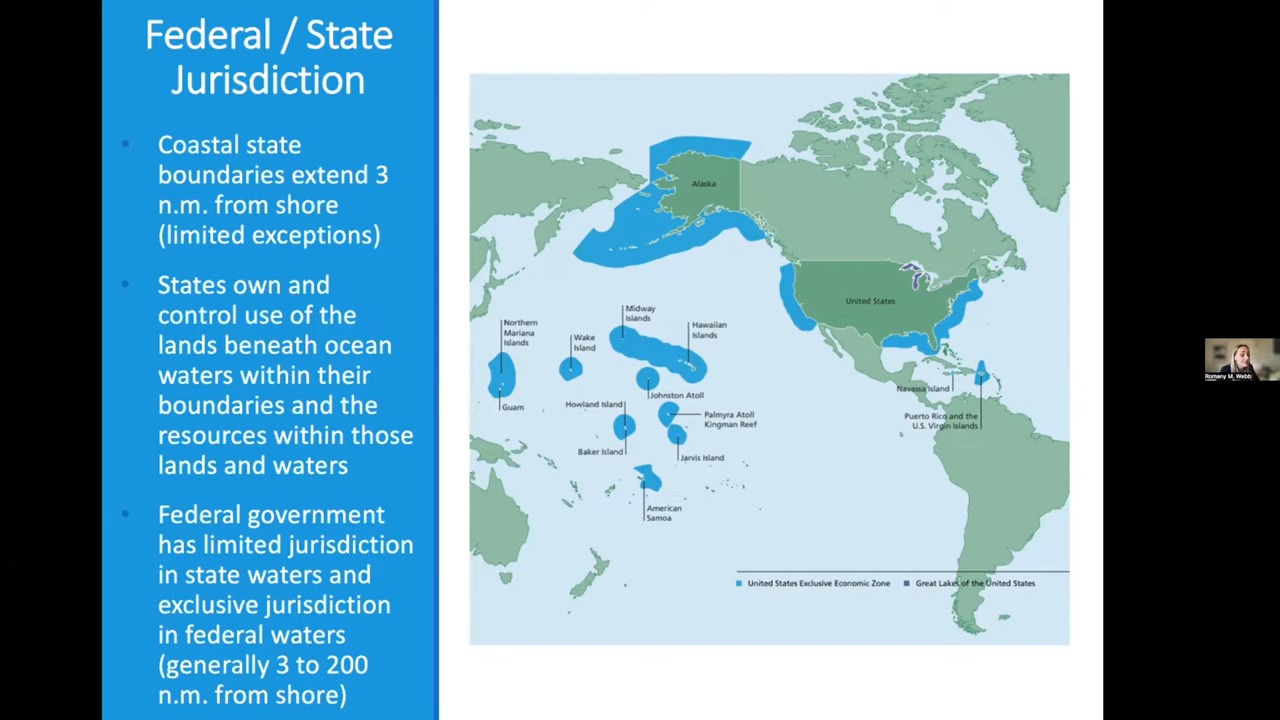 Federal / State
Jurisdiction
• Coastal state
boundaries extend 3
n.m. from shore
(limited exceptions)
• States own and
control use of the
lands beneath ocean
waters within their
boundaries and the
resources within those
lands and waters
• Federal government
has limited jurisdiction
in state waters and
exclusive jurisdiction
in federal waters
(generally 3 to 200
n.m. from shore)
Alaska
United States
Midway
Islands
Hawaiian
Islands
Northern
Mariana
Islands
Wake
Island
Guam
Johnston Atoll
Howland Island
Palmyra Atoll
Kingman Reef
Baker Island
Jarvis Island
American
Samoa
Navassa Island
Puerto Rico and the
U.S. Virgin Islands
United States Exclusive Economic Zone
Great Lakes of the United States
Romany M. Webb